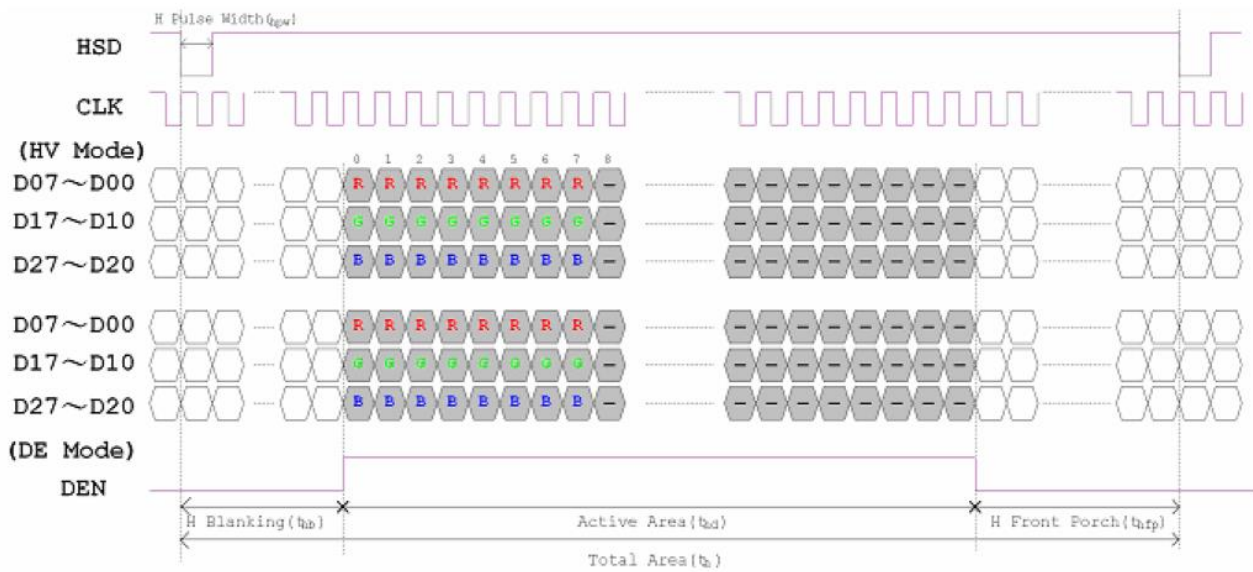 H Pulse Width(thpw)
HSD
CLK
(HV Mode)
0 1 2 3 4 5 6 7 8
D07～D00 R R R R R R R R - - - - - - - - -
D17～D10 G G G G G G G G - - - - - - - - -
D27～D20 B B B B B B B B - - - - - - - - -
D07～D00 R R R R R R R R - - - - - - - - -
D17～D10 G G G G G G G G - - - - - - - - -
D27～D20 B B B B B B B B - - - - - - - - -
(DE Mode)
DEN
H Blanking(thb) Active Area(thd) H Front Porch(thfp)
Total Area(th)